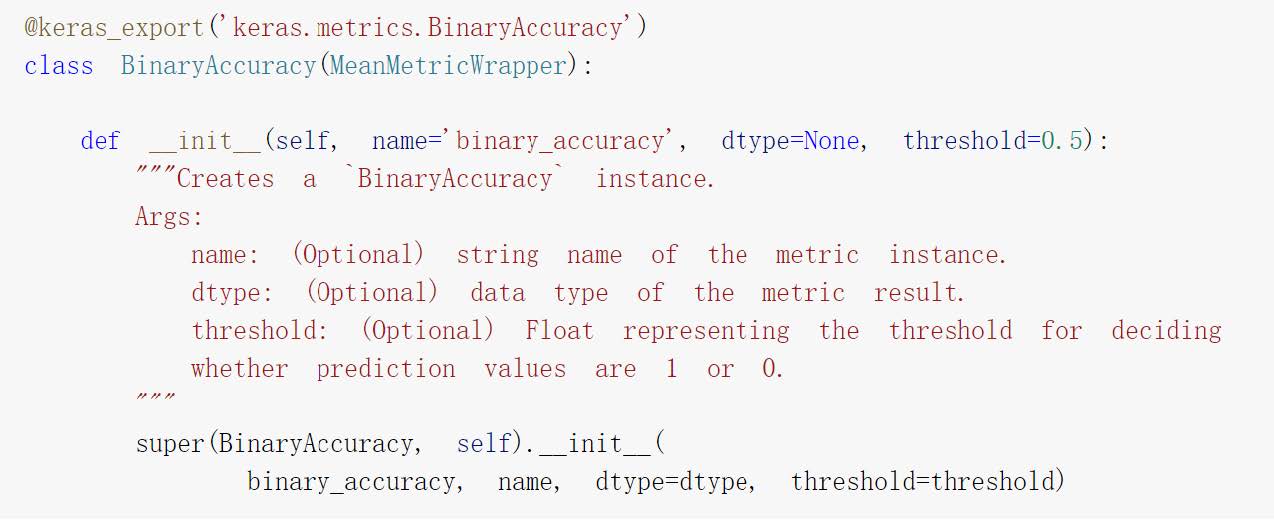 @keras_export('keras.metrics.BinaryAccuracy')
class BinaryAccuracy(MeanMetricWrapper):
def __init__(self, name='binary_accuracy', dtype=None, threshold=0.5):
"""Creates a `BinaryAccuracy` instance.
Args:
name: (Optional) string name of the metric instance.
dtype: (Optional) data type of the metric result.
threshold: (Optional) Float representing the threshold for deciding
whether prediction values are 1 or 0.
"""
super(BinaryAccuracy, self).__init__(
binary_accuracy, name, dtype=dtype, threshold=threshold)